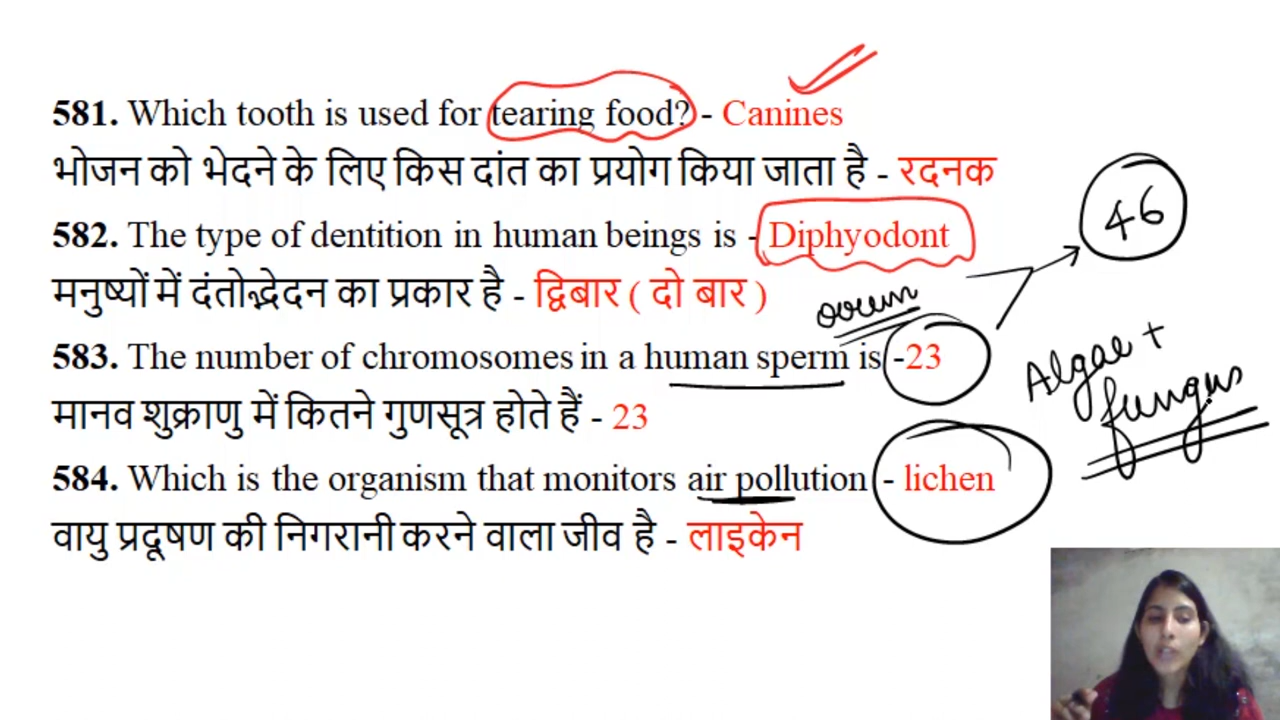 581. Which tooth is used for tearing food? - Canines
भोजन को भेदने के लिए किस दांत का प्रयोग किया जाता है - रदनक
582. The type of dentition in human beings is - Diphyodont
46
मनुष्यों में दंतोद्भेदन का प्रकार है - द्विबार ( दो बार )
ovum
583. The number of chromosomes in a human sperm is -23
Algae +
fungus
मानव शुक्राणु में कितने गुणसूत्र होते हैं - 23
584. Which is the organism that monitors air pollution - lichen
वायु प्रदूषण की निगरानी करने वाला जीव है - लाइकेन